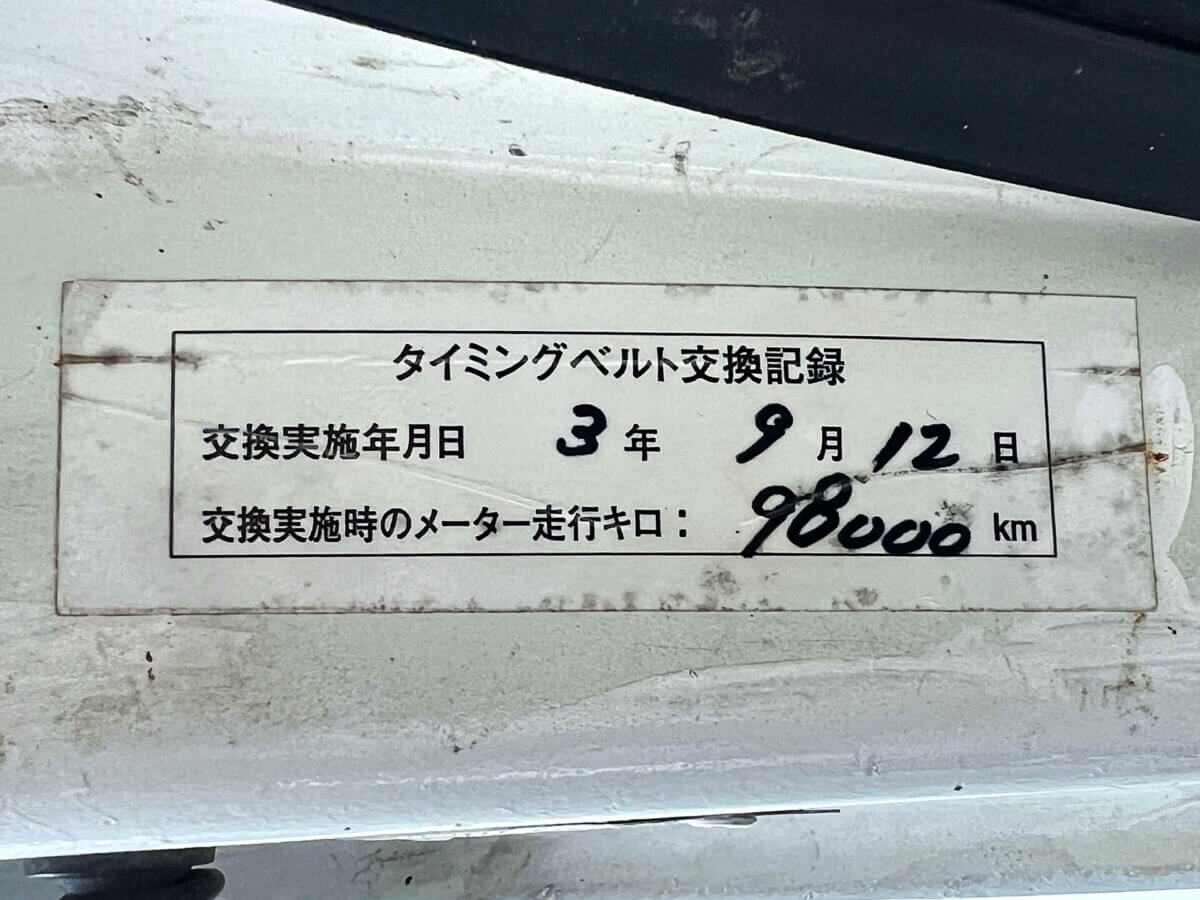 タイミングベルト交換記録
交換実施年月日 3年 9月 12日
交換実施時のメーター走行キロ: 98000 km